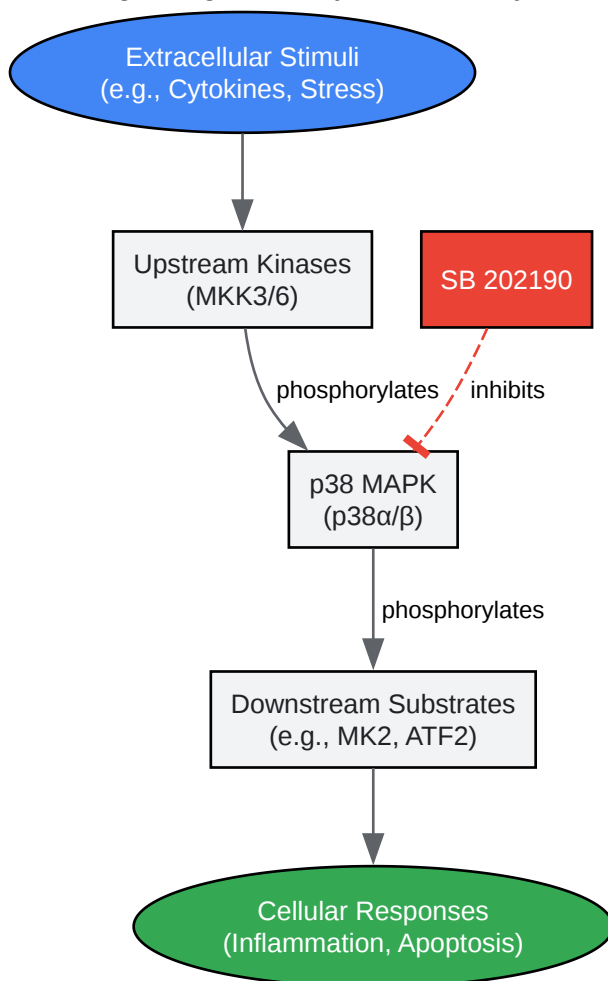 Extracellular Stimuli
(e.g., Cytokines, Stress)
Upstream Kinases
(MKK3/6)
SB 202190
phosphorylates
inhibits
p38 MAPK
(p38α/β)
phosphorylates
Downstream Substrates
(e.g., MK2, ATF2)
Cellular Responses
(Inflammation, Apoptosis)